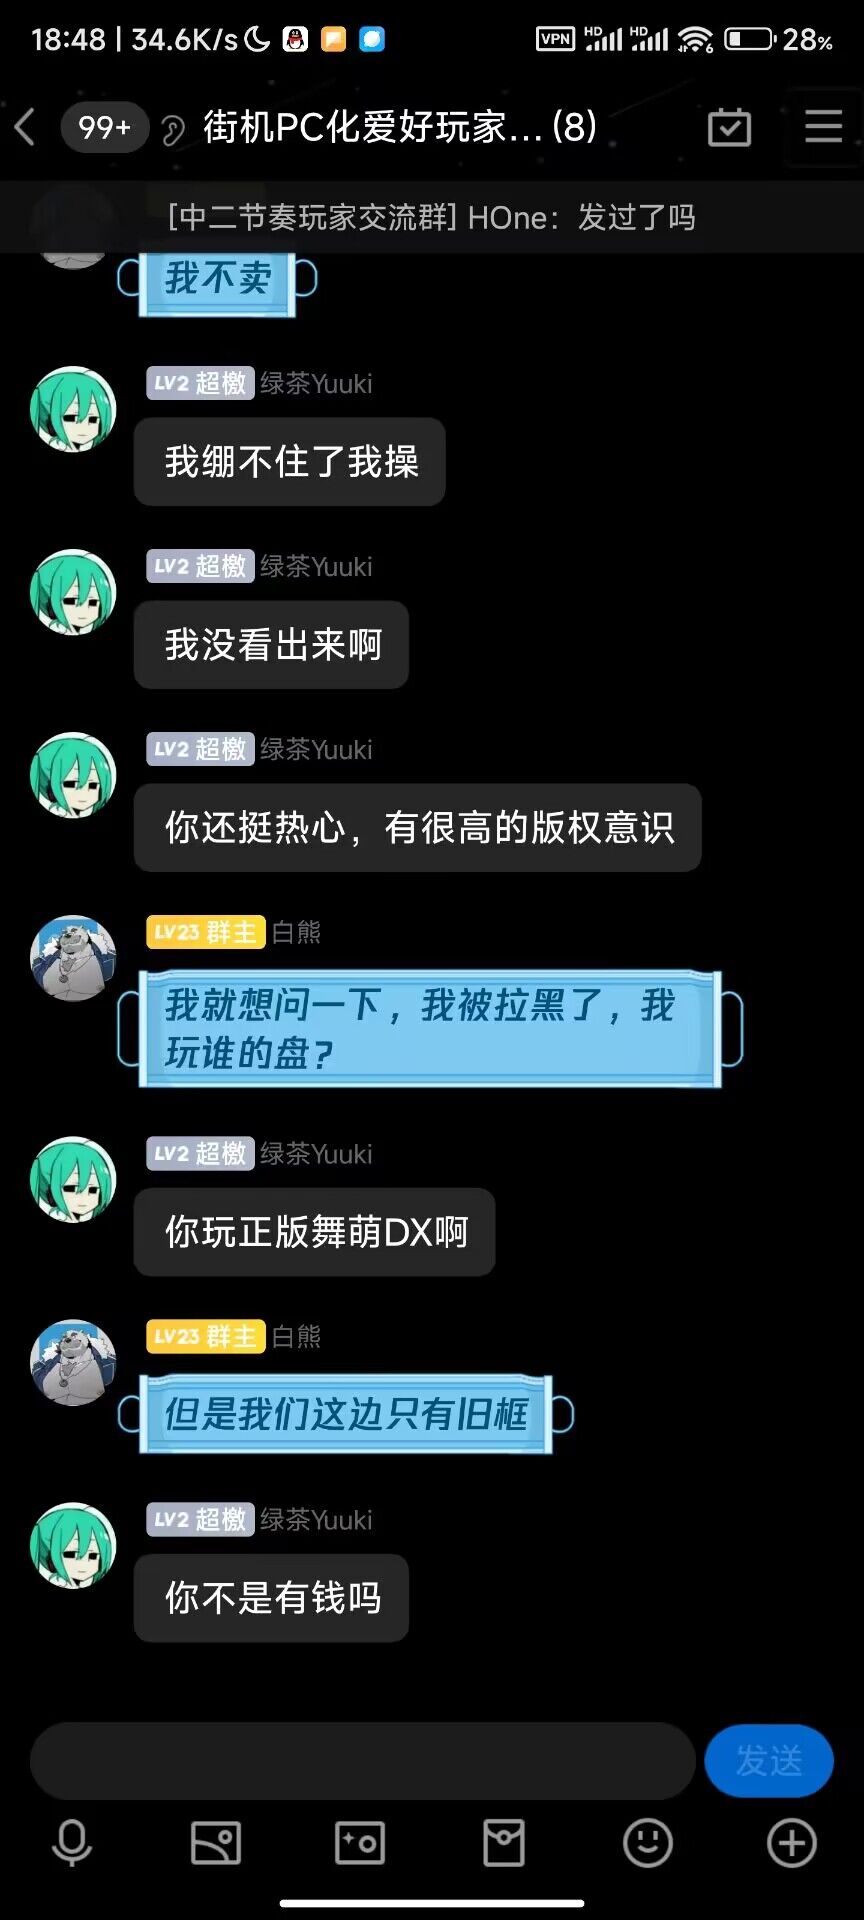 18:48 | 34.6K/s
VPN HD HD 6 28%
99+ 街机PC化爱好玩家... (8)
[中二节奏玩家交流群] HOne：发过了吗
我不卖
LV2 超檄 绿茶Yuuki
我绷不住了我操
LV2 超檄 绿茶Yuuki
我没看出来啊
LV2 超檄 绿茶Yuuki
你还挺热心，有很高的版权意识
LV23 群主 白熊
我就想问一下，我被拉黑了，我
玩谁的盘？
LV2 超檄 绿茶Yuuki
你玩正版舞萌DX啊
LV23 群主 白熊
但是我们这边只有旧框
LV2 超檄 绿茶Yuuki
你不是有钱吗
发送